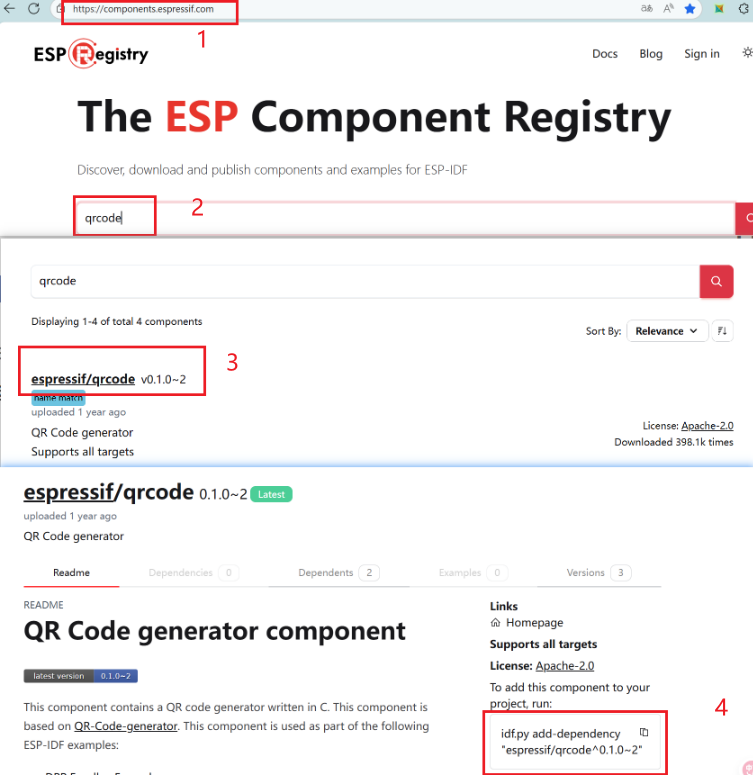 https://components.espressif.com
1
ESP Registry
Docs Blog Sign in
The ESP Component Registry
Discover, download and publish components and examples for ESP-IDF
qrcode
2
qrcode
Displaying 1-4 of total 4 components
Sort By: Relevance
3
espressif/qrcode v0.1.0~2
name match
uploaded 1 year ago
QR Code generator
Supports all targets
License: Apache-2.0
Downloaded 398.1k times
espressif/qrcode 0.1.0~2 Latest
uploaded 1 year ago
QR Code generator
Readme Dependencies 0 Dependents 2 Examples 0 Versions 3
README
QR Code generator component
latest version 0.1.0~2
This component contains a QR code generator written in C. This component is
based on QR-Code-generator. This component is used as part of the following
ESP-IDF examples:
Links
Homepage
Supports all targets
License: Apache-2.0
To add this component to your
project, run:
4
idf.py add-dependency
"espressif/qrcode^0.1.0~2"